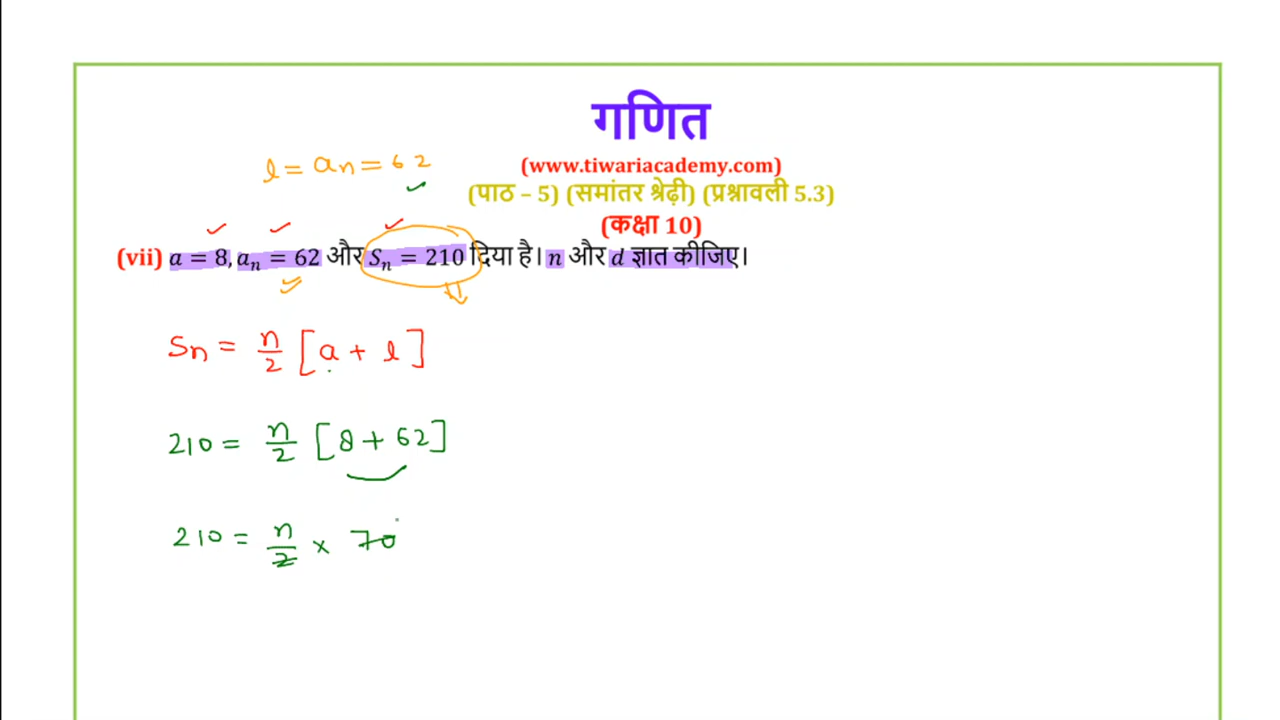 गणित
l = an = 62
(www.tiwariacademy.com)
(पाठ – 5) (समांतर श्रेढ़ी) (प्रश्नावली 5.3)
(कक्षा 10)
(vii) a = 8, aₙ = 62 और Sₙ = 210 दिया है। n और d ज्ञात कीजिए।
Sn = n/2 [a + l]
210 = n/2 [8 + 62]
210 = n/2 × 70